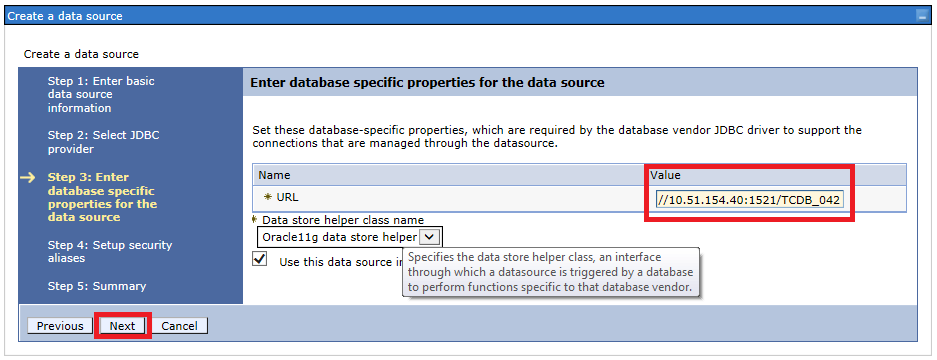 Create a data source
Create a data source
Step 1: Enter basic
data source
information
Step 2: Select JDBC
provider
Step 3: Enter
database specific
properties for the
data source
Step 4: Setup security
aliases
Step 5: Summary
Enter database specific properties for the data source
Set these database-specific properties, which are required by the database vendor JDBC driver to support the
connections that are managed through the datasource.
Name Value
* URL //10.51.154.40:1521/TCDB_042
* Data store helper class name
Oracle11g data store helper
Use this data source in
Specifies the data store helper class, an interface
through which a datasource is triggered by a database
to perform functions specific to that database vendor.
Previous Next Cancel